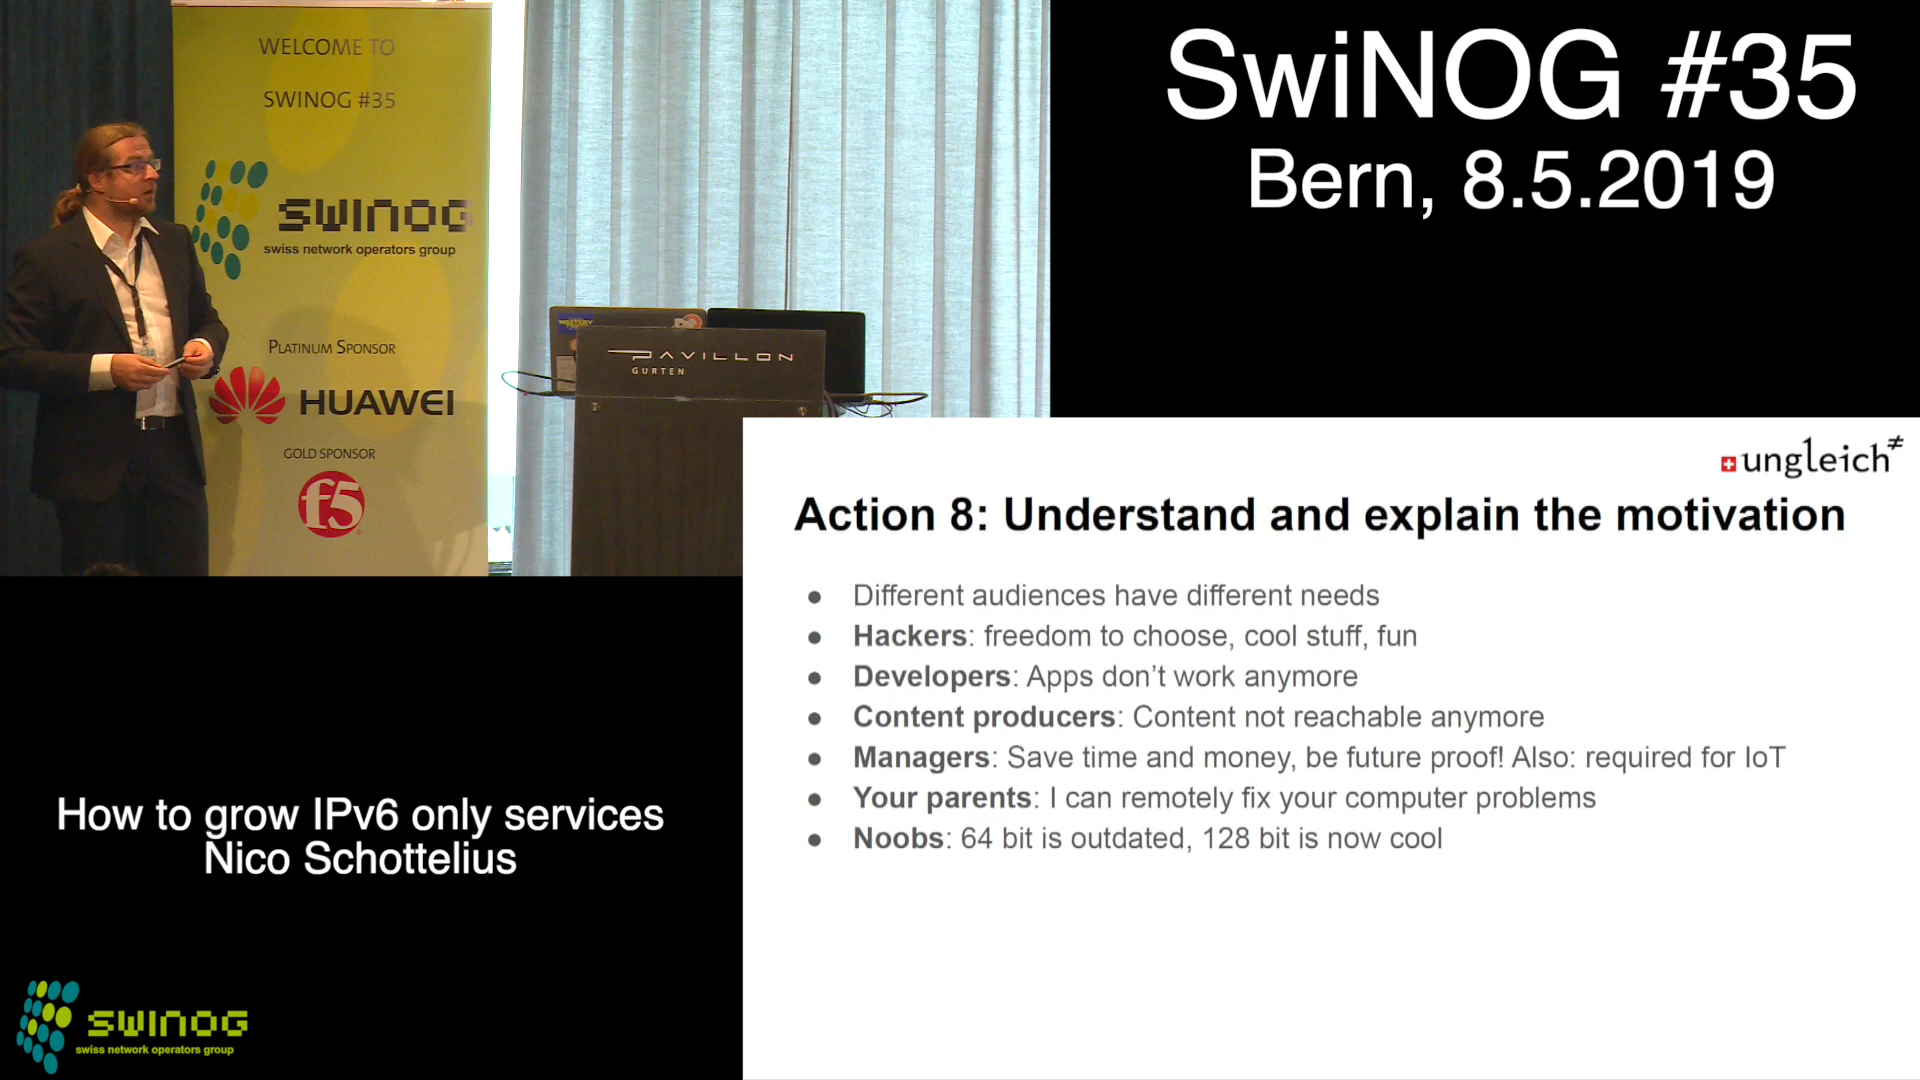 WELCOME TO
SWINOG #35
SWINOG
swiss network operators group
PLATINUM SPONSOR
HUAWEI
GOLD SPONSOR
f5
PAVILLON
GURTEN
SwiNOG #35
Bern, 8.5.2019
ungleich≠
Action 8: Understand and explain the motivation
● Different audiences have different needs
● Hackers: freedom to choose, cool stuff, fun
● Developers: Apps don’t work anymore
● Content producers: Content not reachable anymore
● Managers: Save time and money, be future proof! Also: required for IoT
● Your parents: I can remotely fix your computer problems
● Noobs: 64 bit is outdated, 128 bit is now cool
How to grow IPv6 only services
Nico Schottelius
SWINOG
swiss network operators group